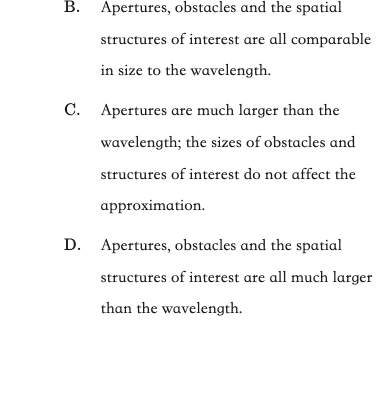 B. Apertures, obstacles and the spatial
structures of interest are all comparable
in size to the wavelength.
C. Apertures are much larger than the
wavelength; the sizes of obstacles and
structures of interest do not affect the
approximation.
D. Apertures, obstacles and the spatial
structures of interest are all much larger
than the wavelength.